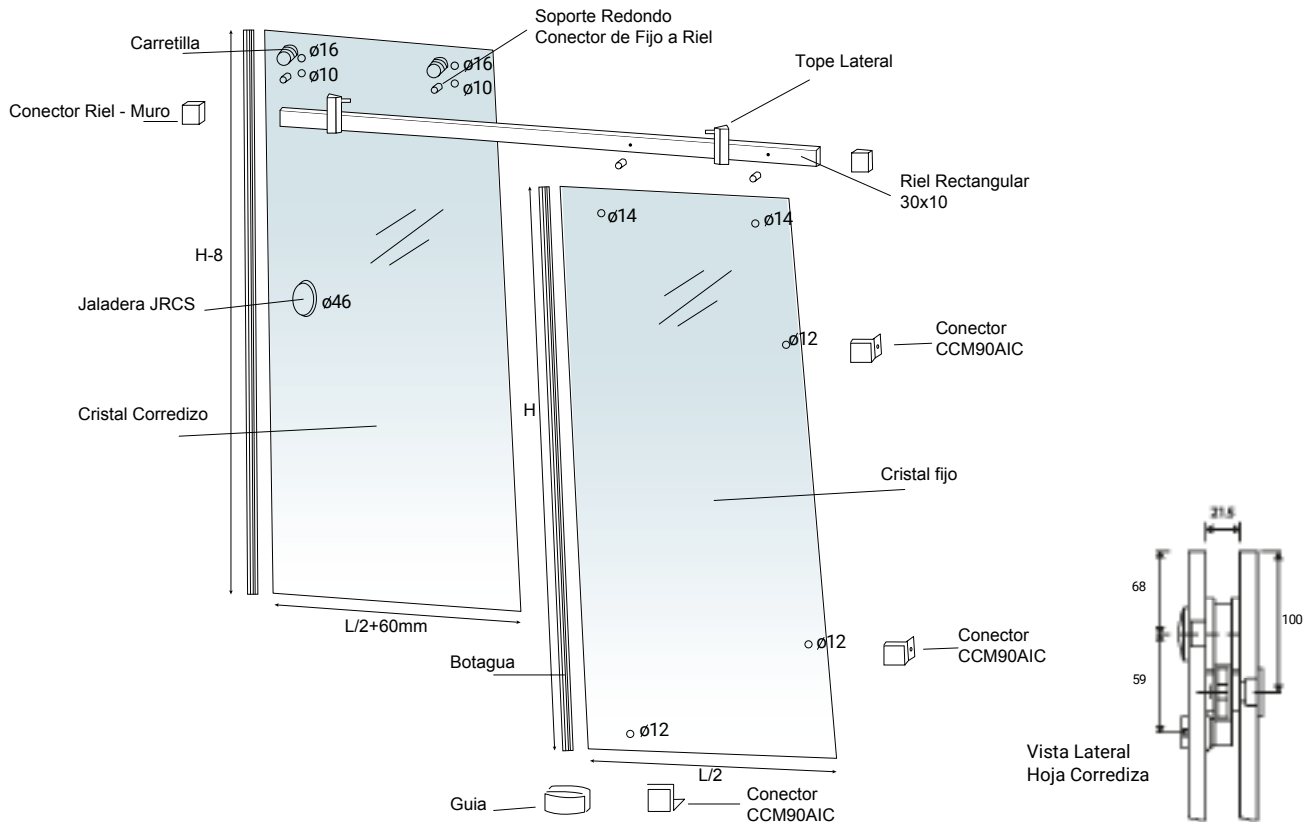 Soporte Redondo
Conector de Fijo a Riel
Carretilla
ø16
ø10
ø16
ø10
Tope Lateral
Conector Riel - Muro
Riel Rectangular
30x10
ø14
ø14
H-8
Jaladera JRCS
ø46
ø12
Conector
CCM90AIC
H
Cristal Corredizo
Cristal fijo
21.5
68
100
59
L/2+60mm
ø12
Conector
CCM90AIC
Botagua
ø12
Vista Lateral
Hoja Corrediza
L/2
Guia
Conector
CCM90AIC